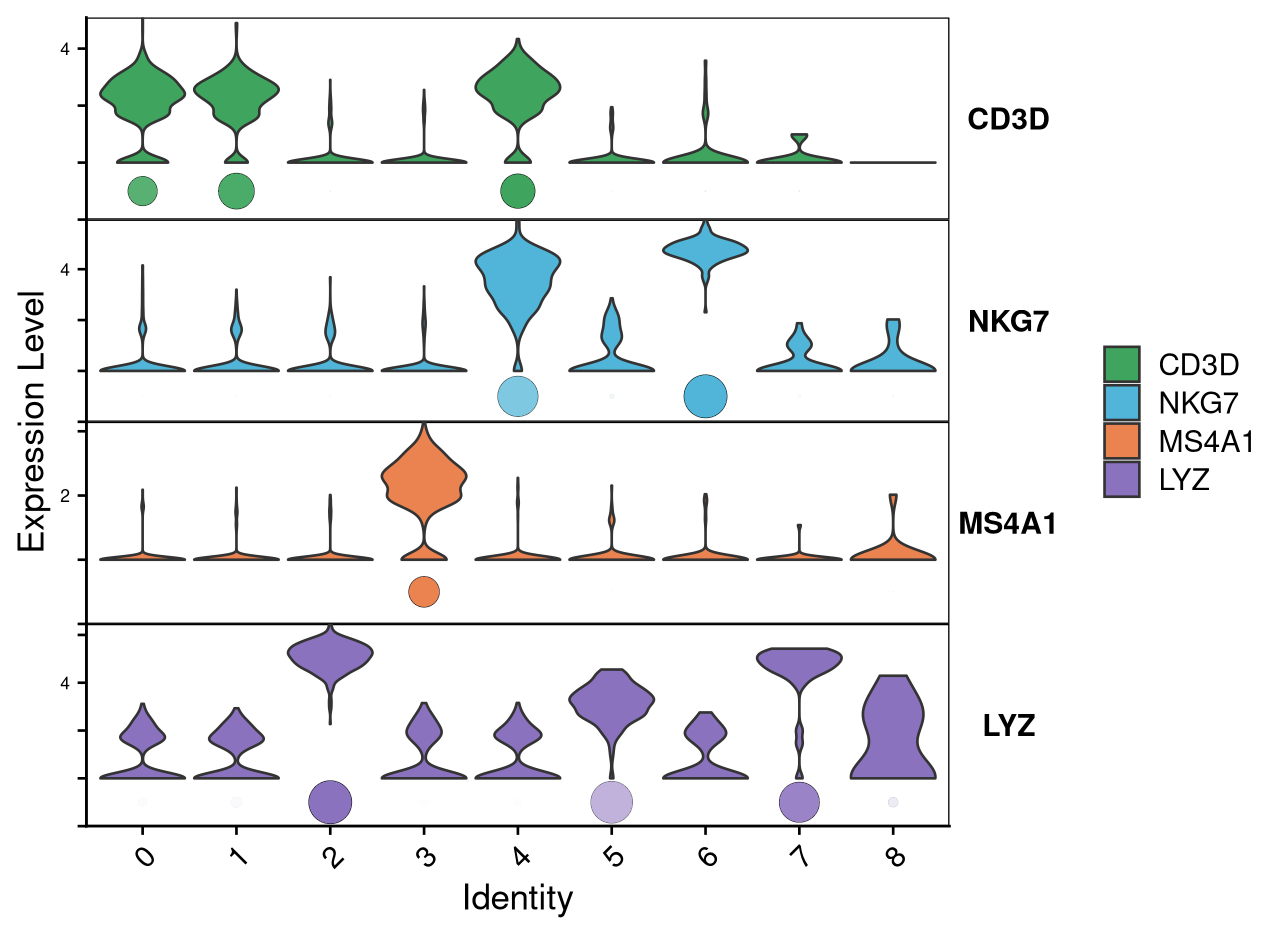 4
CD3D
4
NKG7
2
MS4A1
4
LYZ
Expression Level
0 1 2 3 4 5 6 7 8
Identity
CD3D
NKG7
MS4A1
LYZ